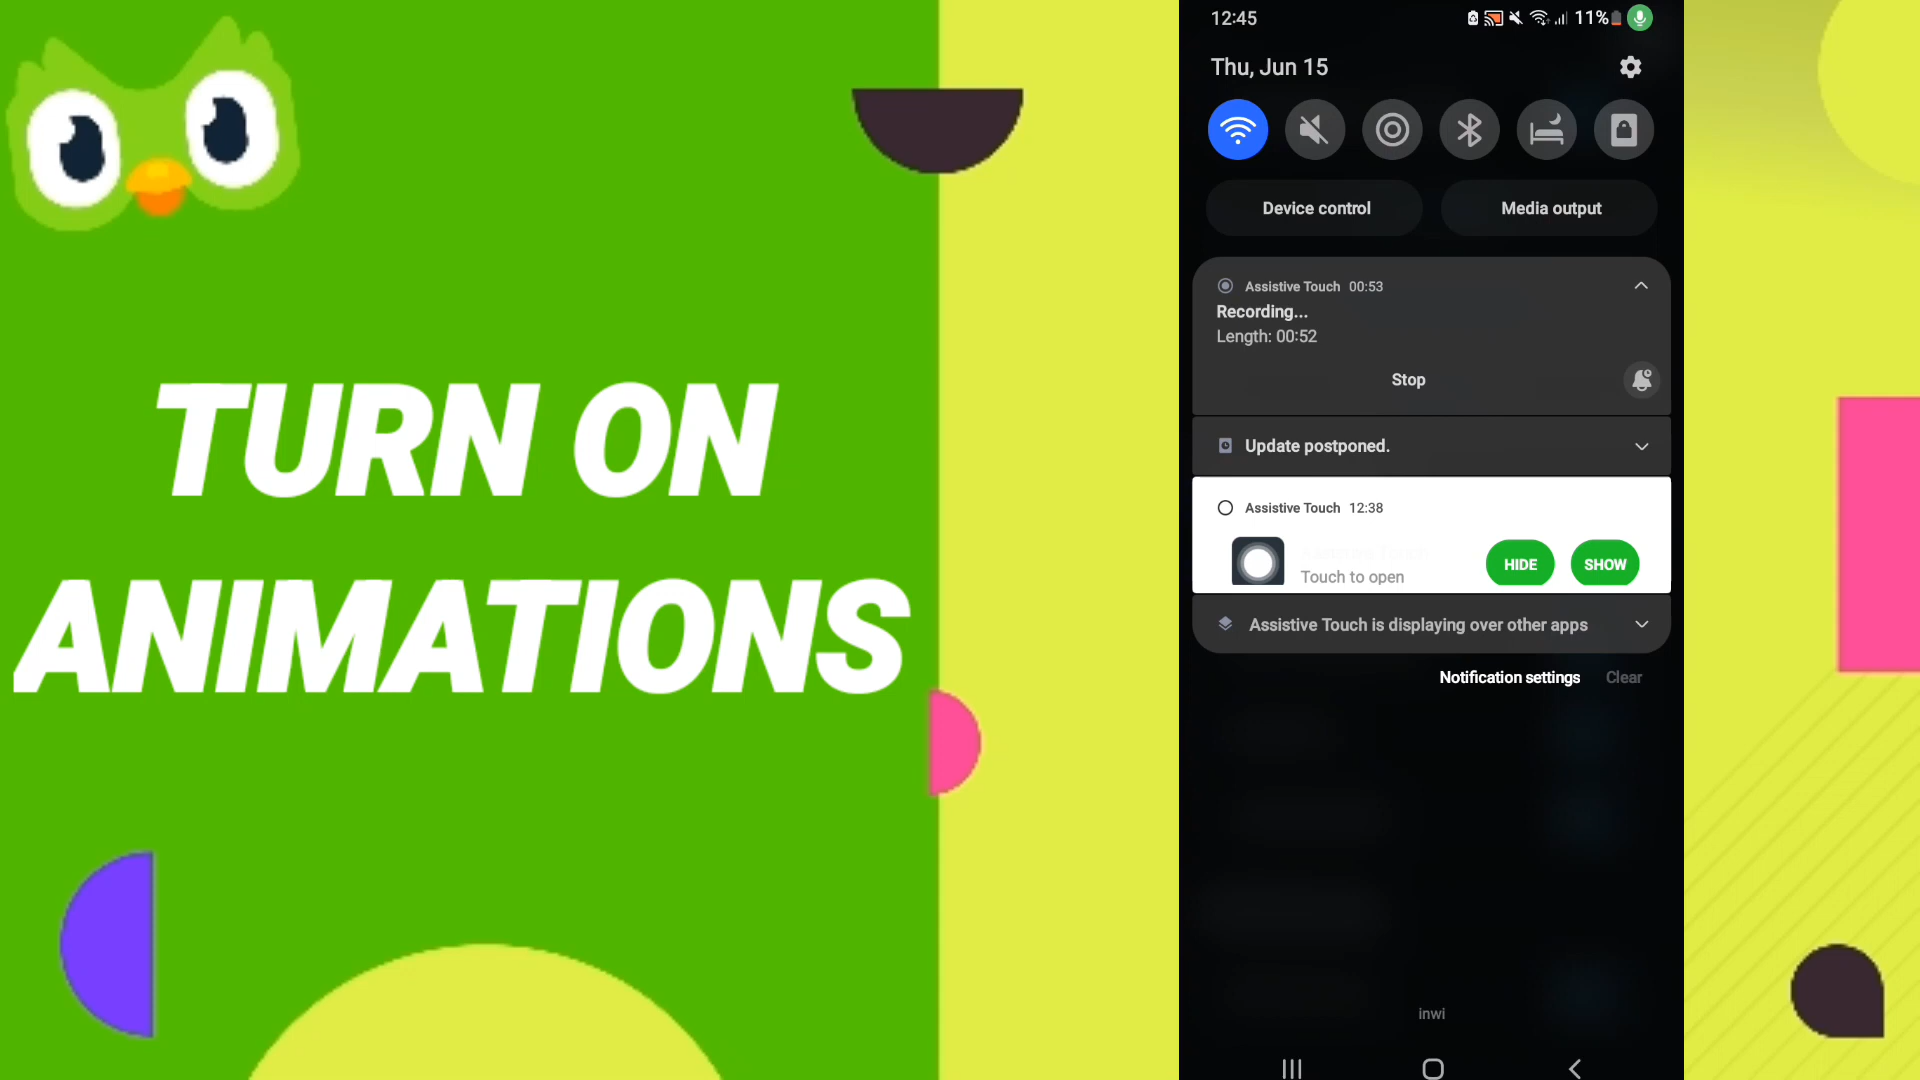 TURN ON
ANIMATIONS
12:45
11%
Thu, Jun 15
Device control
Media output
Assistive Touch 00:53
Recording...
Length: 00:52
Stop
Update postponed.
Assistive Touch 12:38
Touch to open
HIDE
SHOW
Assistive Touch is displaying over other apps
Notification settings
Clear
inwi